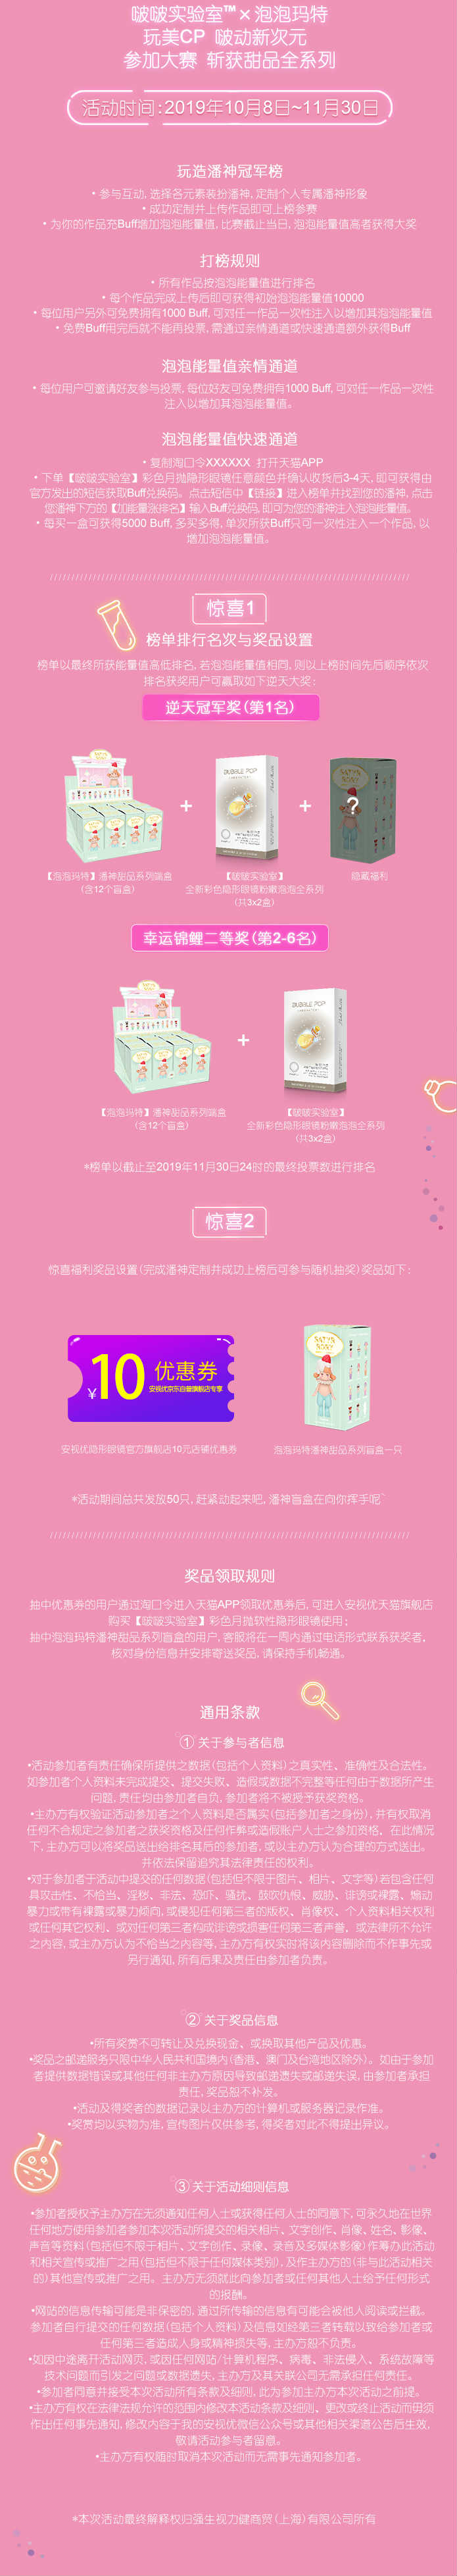 啵啵实验室™×泡泡玛特
玩美CP 啵动新次元
参加大赛 斩获甜品全系列
活动时间:2019年10月8日~11月30日
玩造潘神冠军榜
• 参与互动,选择各元素装扮潘神,定制个人专属潘神形象
• 成功定制并上传作品即可上榜参赛
• 为你的作品充Buff增加泡泡能量值,比赛截止当日,泡泡能量值高者获得大奖
打榜规则
• 所有作品按泡泡能量值进行排名
• 每个作品完成上传后即可获得初始泡泡能量值10000
• 每位用户另外可免费拥有1000 Buff,可对任一作品一次性注入以增加其泡泡能量值
• 免费Buff用完后就不能再投票,需通过亲情通道或快速通道额外获得Buff
泡泡能量值亲情通道
• 每位用户可邀请好友参与投票,每位好友可免费拥有1000 Buff,可对任一作品一次性
注入以增加其泡泡能量值。
泡泡能量值快速通道
• 复制淘口令XXXXXX 打开天猫APP
• 下单【啵啵实验室】彩色月抛隐形眼镜任意颜色并确认收货后3-4天,即可获得由
官方发出的短信获取Buff兑换码。点击短信中【链接】进入榜单并找到您的潘神,点击
您潘神下方的【加能量涨排名】输入Buff兑换码,即可为您的潘神注入泡泡能量值。
• 每买一盒可获得5000 Buff,多买多得,单次所获Buff只可一次性注入一个作品,以
增加泡泡能量值。
惊喜1
榜单排行名次与奖品设置
榜单以最终所获能量值高低排名,若泡泡能量值相同,则以上榜时间先后顺序依次
排名获奖用户可赢取如下逆天大奖:
逆天冠军奖(第1名)
BUBBLE POP
+
+
?
【泡泡玛特】潘神甜品系列端盒
(含12个盲盒)
【啵啵实验室】
全新彩色隐形眼镜粉嫩泡泡全系列
(共3x2盒)
隐藏福利
幸运锦鲤二等奖(第2-6名)
BUBBLE POP
+
【泡泡玛特】潘神甜品系列端盒
(含12个盲盒)
【啵啵实验室】
全新彩色隐形眼镜粉嫩泡泡全系列
(共3x2盒)
*榜单以截止至2019年11月30日24时的最终投票数进行排名
惊喜2
惊喜福利奖品设置(完成潘神定制并成功上榜后可参与随机抽奖)奖品如下:
¥10 优惠券
安视优京东自营旗舰店专享
安视优隐形眼镜官方旗舰店10元店铺优惠券
泡泡玛特潘神甜品系列盲盒一只
*活动期间总共发放50只,赶紧动起来吧,潘神盲盒在向你挥手呢~
奖品领取规则
抽中优惠券的用户通过淘口令进入天猫APP领取优惠券后,可进入安视优天猫旗舰店
购买【啵啵实验室】彩色月抛软性隐形眼镜使用;
抽中泡泡玛特潘神甜品系列盲盒的用户,客服将在一周内通过电话形式联系获奖者,
核对身份信息并安排寄送奖品,请保持手机畅通。
通用条款
① 关于参与者信息
•活动参加者有责任确保所提供之数据(包括个人资料)之真实性、准确性及合法性。
如参加者个人资料未完成提交、提交失败、造假或数据不完整等任何由于数据所产生
问题,责任均由参加者自负,参加者将不被授予获奖资格。
•主办方有权验证活动参加者之个人资料是否属实(包括参加者之身份),并有权取消
任何不合规定之参加者之获奖资格及任何作弊或造假账户人士之参加资格、在此情况
下,主办方可以将奖品送出给排名其后的参加者,或以主办方认为合理的方式送出。
并依法保留追究其法律责任的权利。
•对于参加者于活动中提交的任何数据(包括但不限于图片、相片、文字等)若包含任何
具攻击性、不恰当、淫秽、非法、恐吓、骚扰、鼓吹仇恨、威胁、诽谤或裸露、煽动
暴力或带有裸露或暴力倾向,或侵犯任何第三者的版权、肖像权、个人资料相关权利
或任何其它权利、或对任何第三者构成诽谤或损害任何第三者声誉、或法律所不允许
之内容,或主办方认为不恰当之内容等,主办方有权实时将该内容删除而不作事先或
另行通知,所有后果及责任由参加者负责。
② 关于奖品信息
•所有奖赏不可转让及兑换现金、或换取其他产品及优惠。
•奖品之邮递服务只限中华人民共和国境内(香港、澳门及台湾地区除外)。如由于参加
者提供数据错误或其他任何非主办方原因导致邮递遗失或邮递失误,由参加者承担
责任,奖品恕不补发。
•活动及得奖者的数据记录以主办方的计算机或服务器记录作准。
•奖赏均以实物为准,宣传图片仅供参考,得奖者对此不得提出异议。
③ 关于活动细则信息
•参加者授权予主办方在无须通知任何人士或获得任何人士的同意下,可永久地在世界
任何地方使用参加者参加本次活动所提交的相关相片、文字创作、肖像、姓名、影像、
声音等资料(包括但不限于相片、文字创作、录像、录音及多媒体影像)作筹办此活动
和相关宣传或推广之用(包括但不限于任何媒体类别),及作主办方的(非与此活动相关
的)其他宣传或推广之用。主办方无须就此向参加者或任何其他人士给予任何形式
的报酬。
•网站的信息传输可能是非保密的,通过所传输的信息有可能会被他人阅读或拦截。
参加者自行提交的任何数据(包括个人资料)及信息如经第三者转载以致给参加者或
任何第三者造成人身或精神损失等,主办方恕不负责。
•如因中途离开活动网页,或因任何网站/计算机程序、病毒、非法侵入、系统故障等
技术问题而引发之问题或数据遗失,主办方及其关联公司无需承担任何责任。
•参加者同意并接受本次活动所有条款及细则,此为参加主办方本次活动之前提。
•主办方有权在法律法规允许的范围内修改本活动条款及细则、更改或终止活动而毋须
作出任何事先通知,修改内容于我的安视优微信公众号或其他相关渠道公告后生效,
敬请活动参与者留意。
•主办方有权随时取消本次活动而无需事先通知参加者。
*本次活动最终解释权归强生视力健商贸(上海)有限公司所有